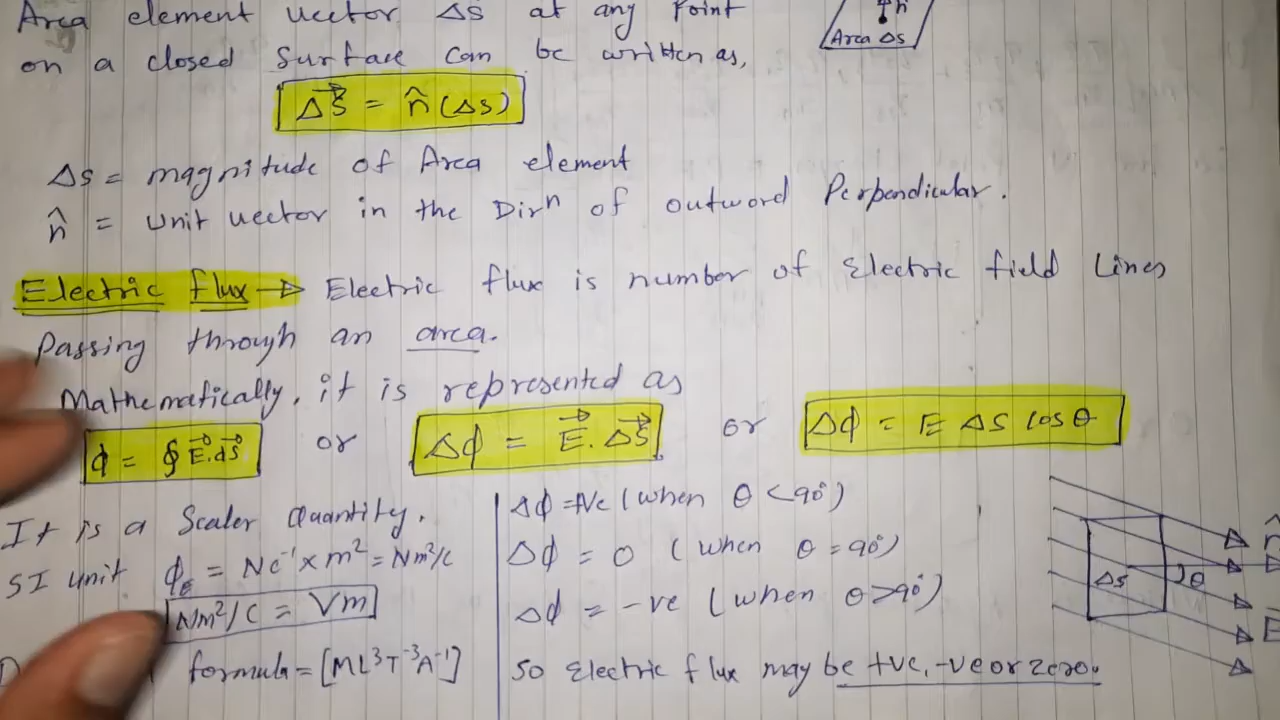 Area element vector ΔS at any Point
n̂
Area ΔS
on a closed Surface can be written as,
ΔS⃗ = n̂ (ΔS)
ΔS = magnitude of Area element
n̂ = Unit vector in the Dirⁿ of outword Perpendicular.
Electric flux → Electric flux is number of Electric field Lines
Passing through an area.
Mathematically, it is represented as
ϕ = ∮ E⃗.dS⃗ or Δϕ = E⃗.ΔS⃗ or Δϕ = E ΔS cosθ
It is a Scaler Quantity.
SI unit ϕE = NC⁻¹ × m² = Nm²/C
Nm²/C = Vm
formula = [ML³T⁻³A⁻¹]
Δϕ = +Ve (when θ < 90°)
Δϕ = 0 (when θ = 90°)
Δϕ = -ve (when θ > 90°)
So Electric flux may be +ve, -ve or zero.
n̂
ΔS
θ
E⃗